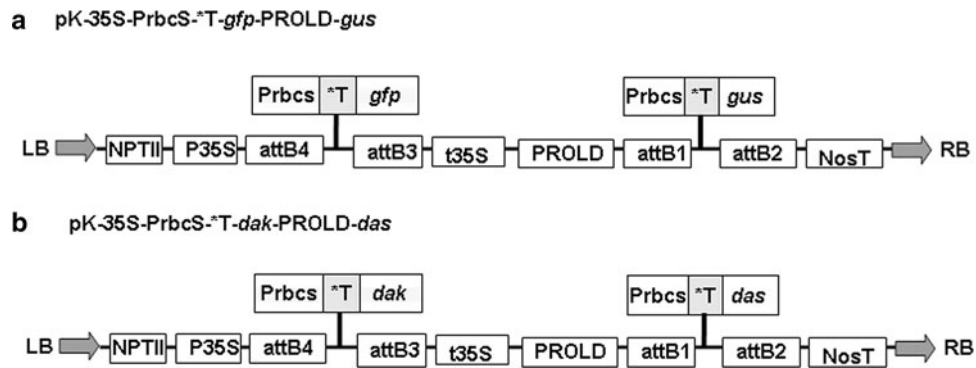 a pK-35S-PrbcS-*T-gfp-PROLD-gus
Prbcs *T gfp Prbcs *T gus
LB NPTII P35S attB4 attB3 t35S PROLD attB1 attB2 NosT RB
b pK-35S-PrbcS-*T-dak-PROLD-das
Prbcs *T dak Prbcs *T das
LB NPTII P35S attB4 attB3 t35S PROLD attB1 attB2 NosT RB